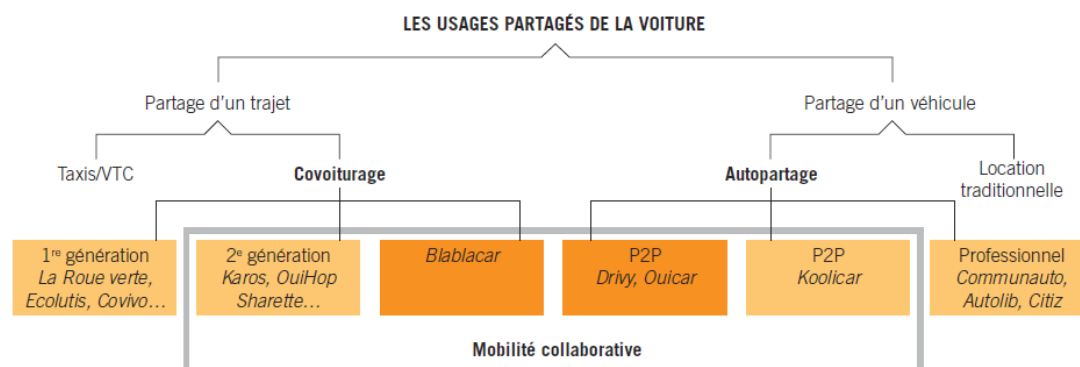 LES USAGES PARTAGÉS DE LA VOITURE
Partage d'un trajet
Partage d'un véhicule
Taxis/VTC
Covoiturage
Autopartage
Location
traditionnelle
1re génération
La Roue verte,
Ecolutis, Covivo…
2e génération
Karos, OuiHop
Sharette…
Blablacar
P2P
Drivy, Ouicar
P2P
Koolicar
Professionnel
Communauto,
Autolib, Citiz
Mobilité collaborative